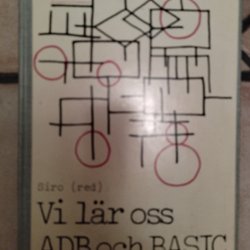 Siro (red)
Vi lär oss
ADB och BASIC